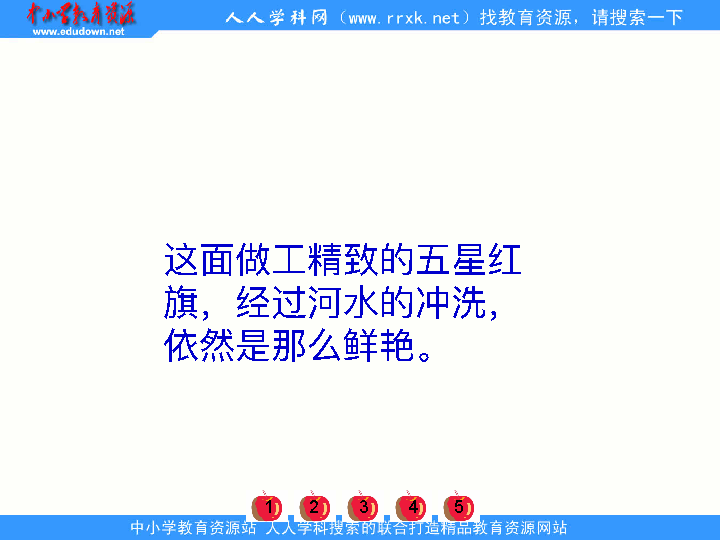 中小学教育资源
www.edudown.net
人人学科网（www.rrxk.net）找教育资源，请搜索一下
这面做工精致的五星红
旗，经过河水的冲洗，
依然是那么鲜艳。
1 2 3 4 5
中小学教育资源站 人人学科搜索的联合打造精品教育资源网站